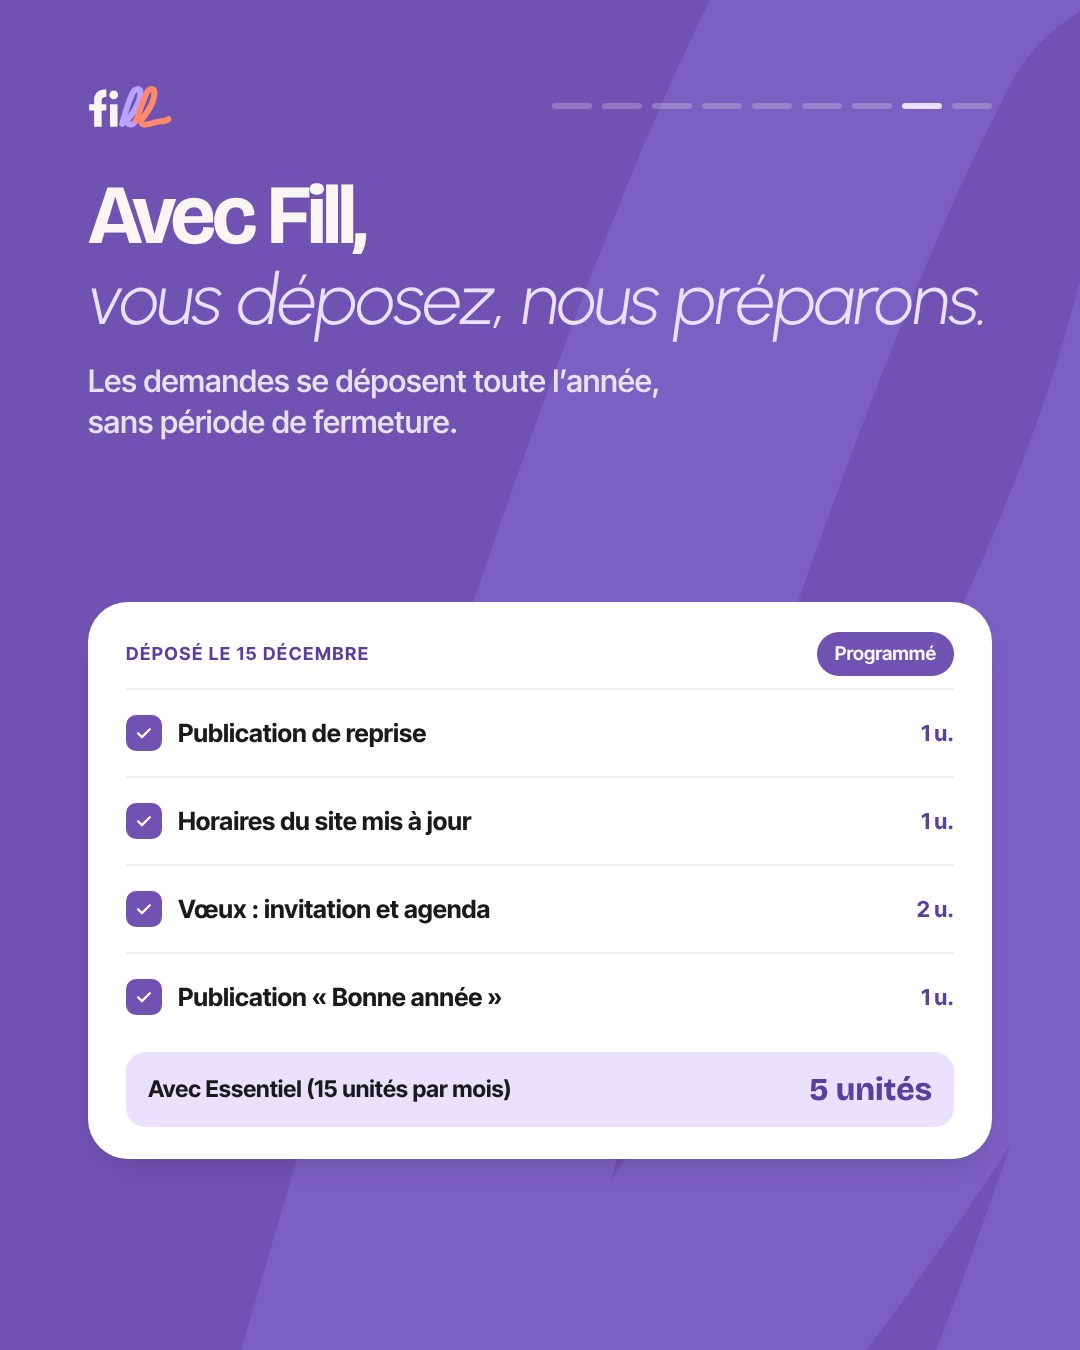 fill
Avec Fill,
vous déposez, nous préparons.
Les demandes se déposent toute l’année,
sans période de fermeture.
DÉPOSÉ LE 15 DÉCEMBRE
Programmé
Publication de reprise
1 u.
Horaires du site mis à jour
1 u.
Vœux : invitation et agenda
2 u.
Publication « Bonne année »
1 u.
Avec Essentiel (15 unités par mois)
5 unités